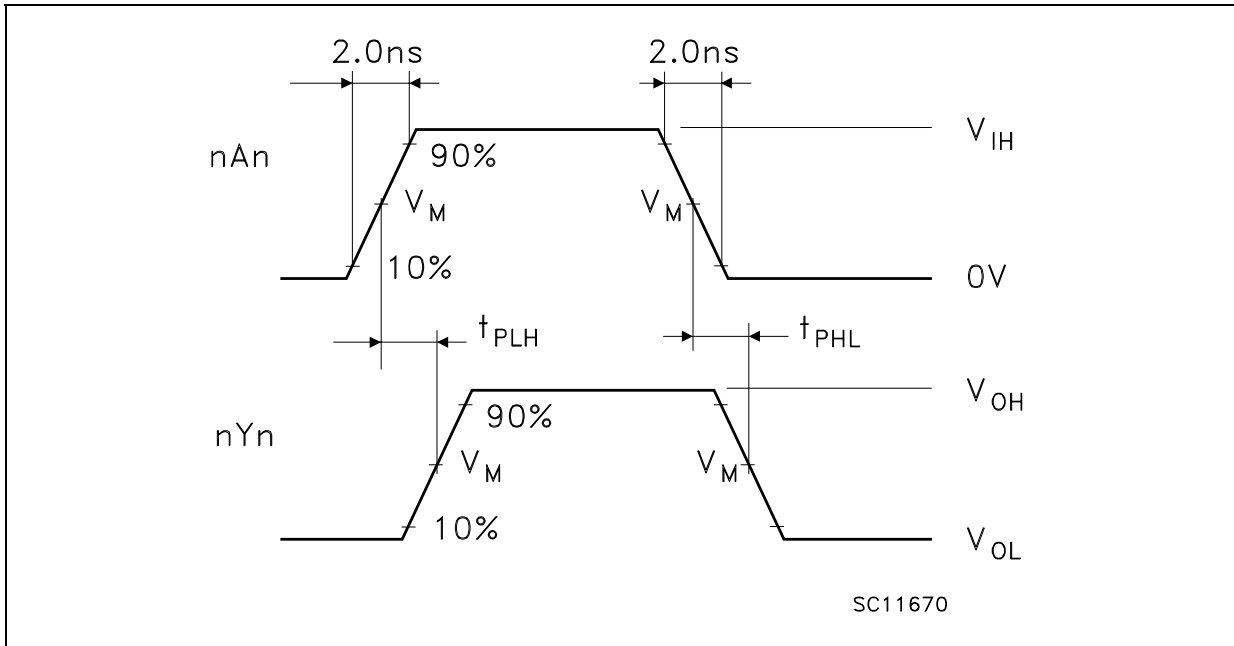 2.0ns 2.0ns
nAn 90% V_IH
V_M V_M
10% 0V
t_PLH t_PHL
nYn 90% V_OH
V_M V_M
10% V_OL
SC11670